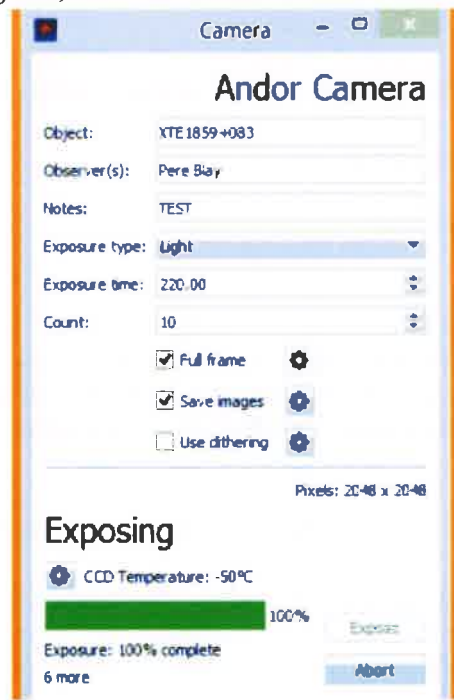 Camera
Andor Camera
Object: XTE1859+083
Observer(s): Pere Blay
Notes: TEST
Exposure type: Light
Exposure time: 220.00
Count: 10
Full frame
Save images
Use dithering
Pixels: 2048 x 2048
Exposing
CCD Temperature: -50ºC
100%
Expose
Exposure: 100% complete
6 more
Abort